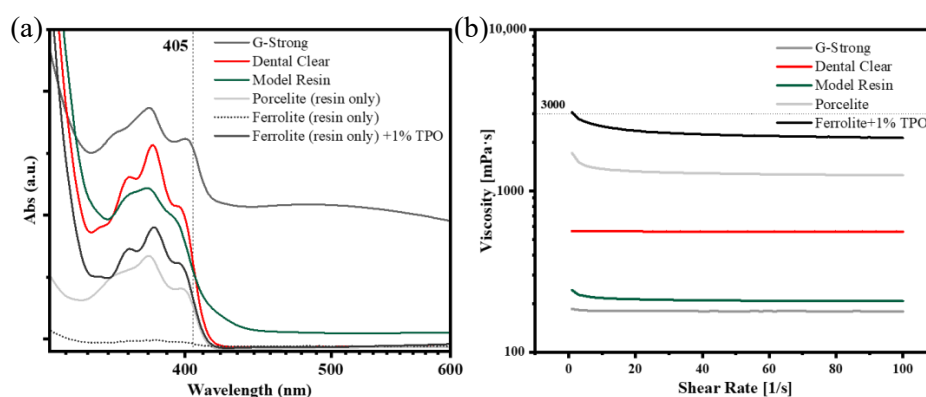 (a)
405
G-Strong
Dental Clear
Model Resin
Porcelite (resin only)
Ferrolite (resin only)
Ferrolite (resin only) +1% TPO
Abs (a.u.)
400
600
Wavelength (nm)
(b)
10,000
G-Strong
Dental Clear
Model Resin
Porcelite
Ferrolite+1% TPO
3000
1000
100
Viscosity [mPa·s]
0 20 40 60 80 100
Shear Rate [1/s]